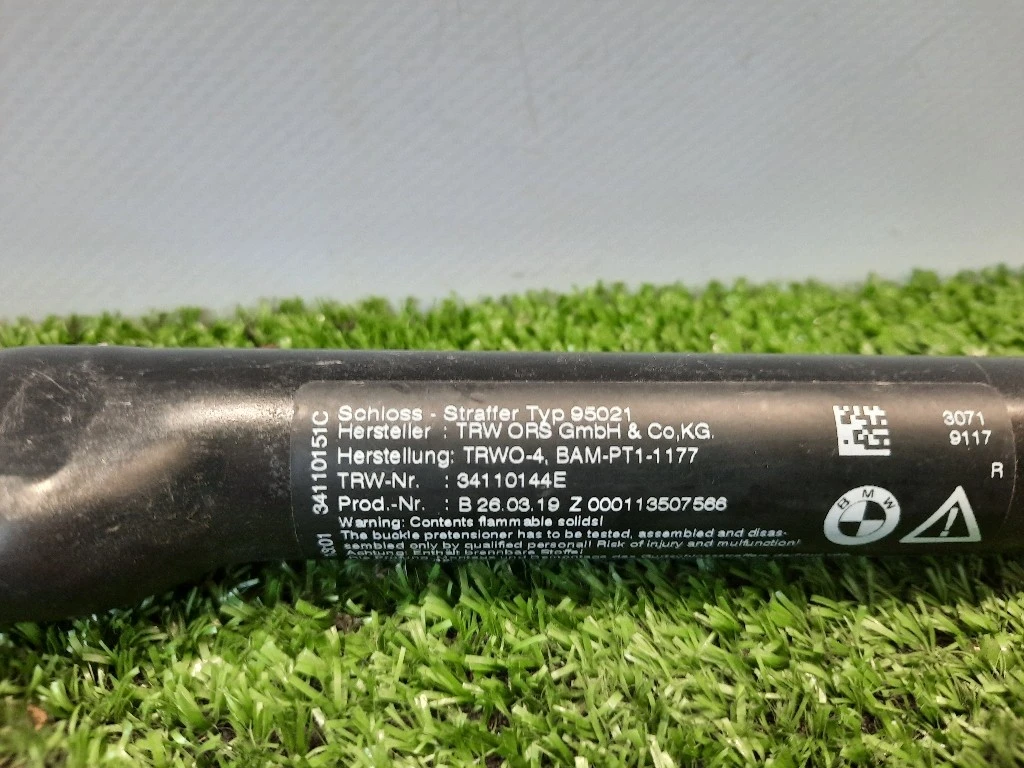 34110151C
Schloss - Straffer Typ 95021
Hersteller : TRW ORS GmbH & Co,KG.
Herstellung: TRWO-4, BAM-PT1-1177
TRW-Nr. : 34110144E
Prod.-Nr. : B 26.03.19 Z 000113507566
Warning: Contents flammable solids!
The buckle pretensioner has to be tested, assembled and disas-
sembled only by qualified personal! Risk of injury and mulfunction!
Achtung: Enthält brennbare Stoffe!
3071
9117
R
BMW